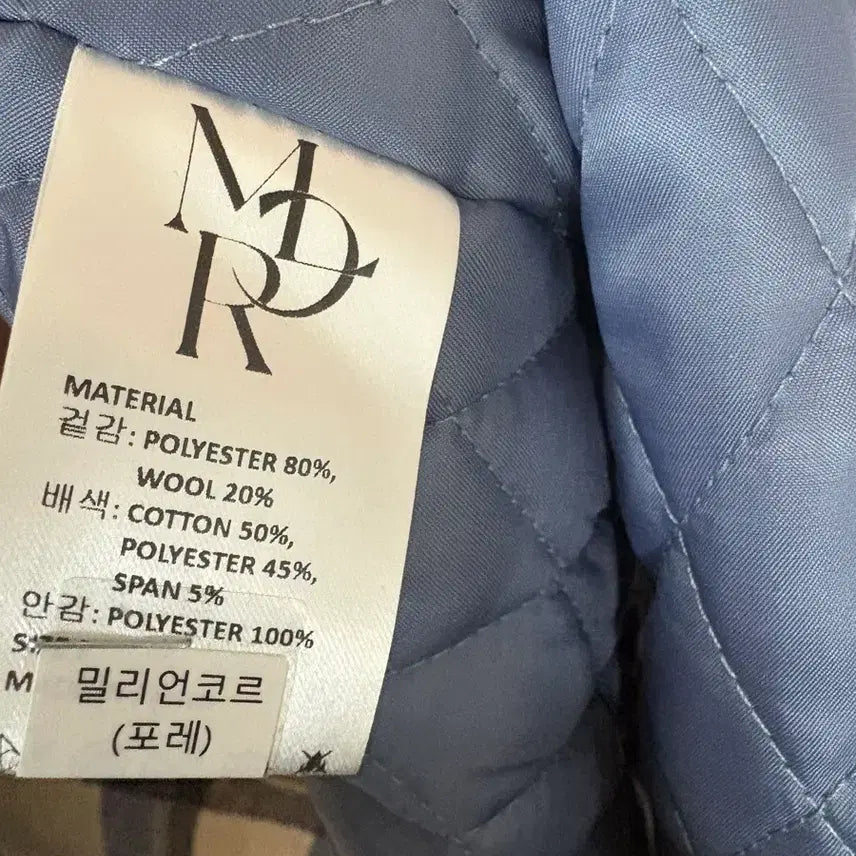 MDR
MATERIAL
겉감: POLYESTER 80%,
WOOL 20%
배색: COTTON 50%,
POLYESTER 45%,
SPAN 5%
안감: POLYESTER 100%
M
밀리언코르
(포레)